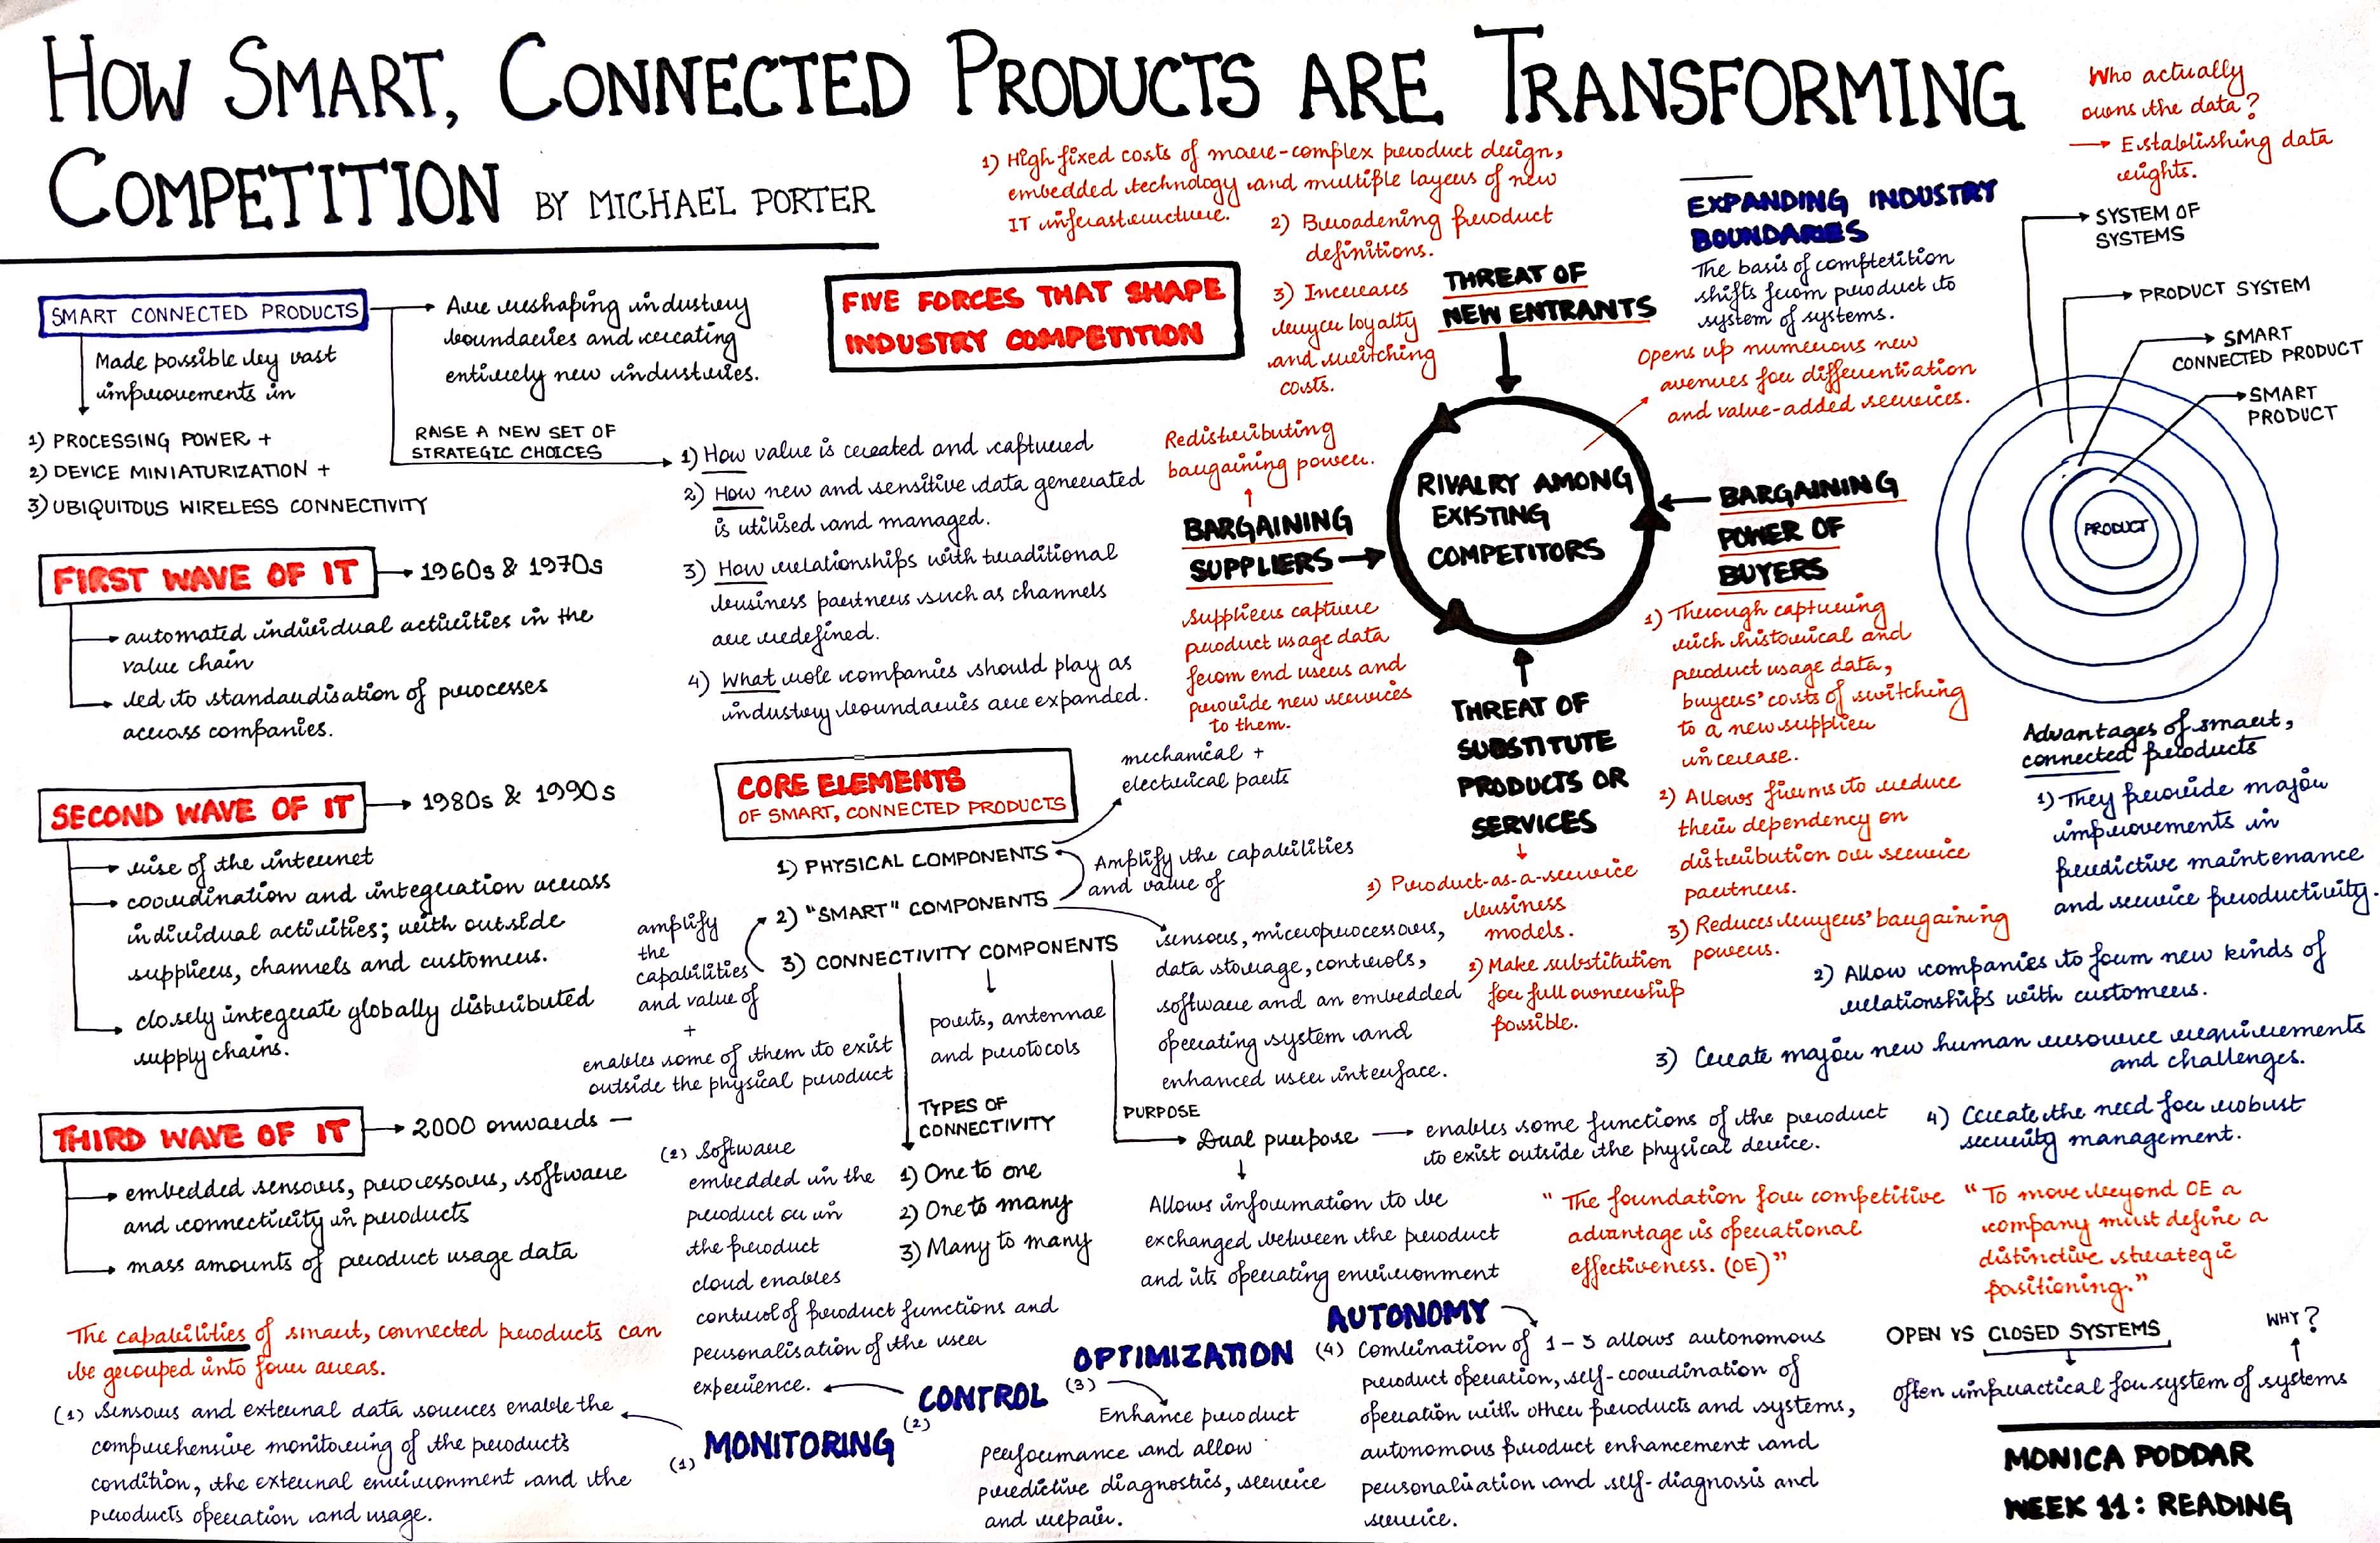 HOW SMART, CONNECTED PRODUCTS ARE TRANSFORMING
COMPETITION BY MICHAEL PORTER
SMART CONNECTED PRODUCTS
Made possible by vast
improvements in
1) PROCESSING POWER +
2) DEVICE MINIATURIZATION +
3) UBIQUITOUS WIRELESS CONNECTIVITY
Are reshaping industry
boundaries and creating
entirely new industries.
RAISE A NEW SET OF
STRATEGIC CHOICES
1) How value is created and captured
2) How new and sensitive data generated
is utilised and managed.
3) How relationships with traditional
business partners such as channels
are redefined.
4) What role companies should play as
industry boundaries are expanded.
FIRST WAVE OF IT
1960s & 1970s
automated individual activities in the
value chain
led to standardisation of processes
across companies.
SECOND WAVE OF IT
1980s & 1990s
rise of the internet
coordination and integration across
individual activities; with outside
suppliers, channels and customers.
closely integrate globally distributed
supply chains.
THIRD WAVE OF IT
2000 onwards –
embedded sensors, processors, software
and connectivity in products
mass amounts of product usage data
FIVE FORCES THAT SHAPE
INDUSTRY COMPETITION
1) High fixed costs of more-complex product design,
embedded technology and multiple layers of new
IT infrastructure.
2) Broadening product
definitions.
3) Increases
buyer loyalty
and switching
costs.
THREAT OF
NEW ENTRANTS
RIVALRY AMONG
EXISTING
COMPETITORS
Opens up numerous new
avenues for differentiation
and value-added services.
Redistributing
bargaining power.
BARGAINING
SUPPLIERS
Suppliers capture
product usage data
from end users and
provide new services
to them.
BARGAINING
POWER OF
BUYERS
1) Through capturing
rich historical and
product usage data,
buyers' costs of switching
to a new supplier
increase.
2) Allows firms to reduce
their dependency on
distribution or service
partners.
3) Reduces buyers' bargaining
powers.
THREAT OF
SUBSTITUTE
PRODUCTS OR
SERVICES
1) Product-as-a-service
business
models.
2) Make substitution
for full ownership
possible.
EXPANDING INDUSTRY
BOUNDARIES
The basis of competition
shifts from product to
system of systems.
Who actually
owns the data?
Establishing data
rights.
SYSTEM OF
SYSTEMS
PRODUCT SYSTEM
SMART
CONNECTED PRODUCT
SMART
PRODUCT
PRODUCT
CORE ELEMENTS
OF SMART, CONNECTED PRODUCTS
1) PHYSICAL COMPONENTS
mechanical +
electrical parts
2) "SMART" COMPONENTS
Amplify the capabilities
and value of
sensors, microprocessors,
data storage, controls,
software and an embedded
operating system and
enhanced user interface.
3) CONNECTIVITY COMPONENTS
amplify
the
capabilities
and value of
+
enables some of them to exist
outside the physical product
ports, antennae
and protocols
TYPES OF
CONNECTIVITY
1) One to one
2) One to many
3) Many to many
PURPOSE
Dual purpose
enables some functions of the product
to exist outside the physical device.
Allows information to be
exchanged between the product
and its operating environment
Advantages of smart,
connected products
1) They provide major
improvements in
predictive maintenance
and service productivity.
2) Allow companies to form new kinds of
relationships with customers.
3) Create major new human resource requirements
and challenges.
4) Create the need for robust
security management.
"The foundation for competitive
advantage is operational
effectiveness. (OE)"
"To move beyond OE a
company must define a
distinctive strategic
positioning."
OPEN VS CLOSED SYSTEMS
WHY?
often impractical for system of systems
The capabilities of smart, connected products can
be grouped into four areas.
(1) MONITORING
(1) Sensors and external data sources enable the
comprehensive monitoring of the product's
condition, the external environment and the
products operation and usage.
(2) CONTROL
(2) Software
embedded in the
product or in
the product
cloud enables
control of product functions and
personalisation of the user
experience.
OPTIMIZATION
(3)
Enhance product
performance and allow
predictive diagnostics, service
and repair.
AUTONOMY
(4) Combination of 1-3 allows autonomous
product operation, self-coordination of
operation with other products and systems,
autonomous product enhancement and
personalisation and self-diagnosis and
service.
MONICA PODDAR
WEEK 11: READING